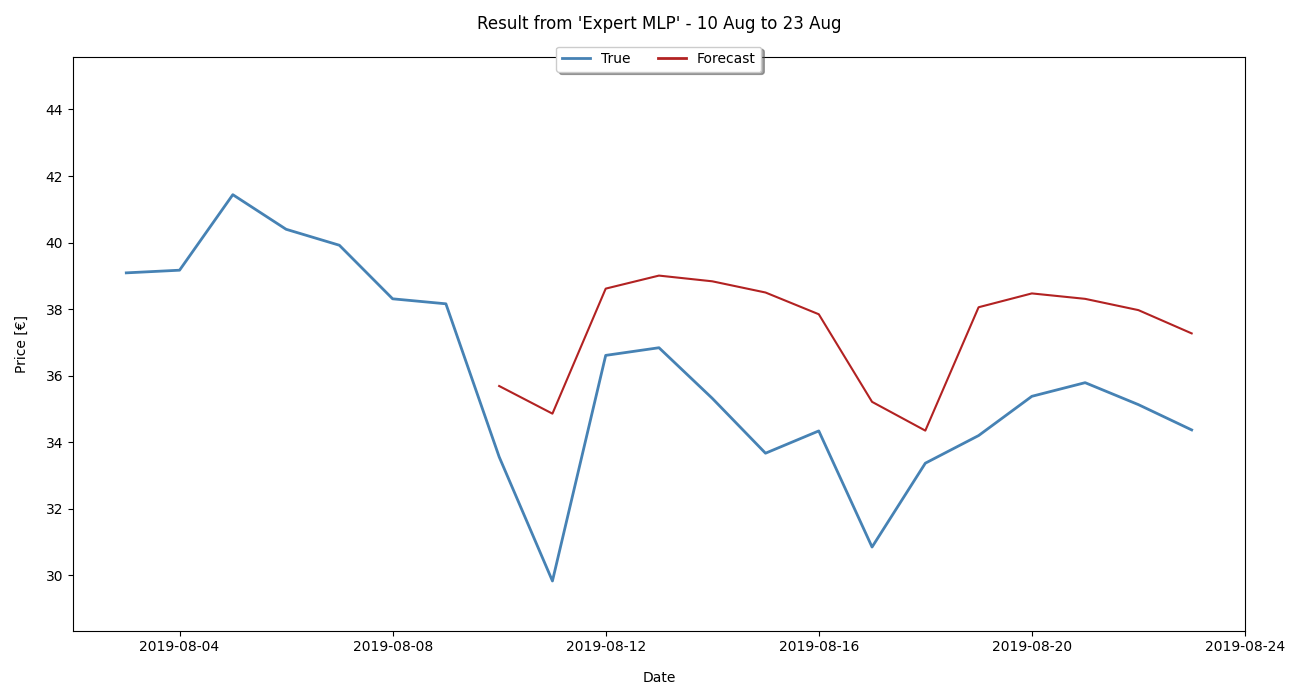 Result from 'Expert MLP' - 10 Aug to 23 Aug
True Forecast
44
42
40
38
36
34
32
30
Price [€]
2019-08-04 2019-08-08 2019-08-12 2019-08-16 2019-08-20 2019-08-24
Date